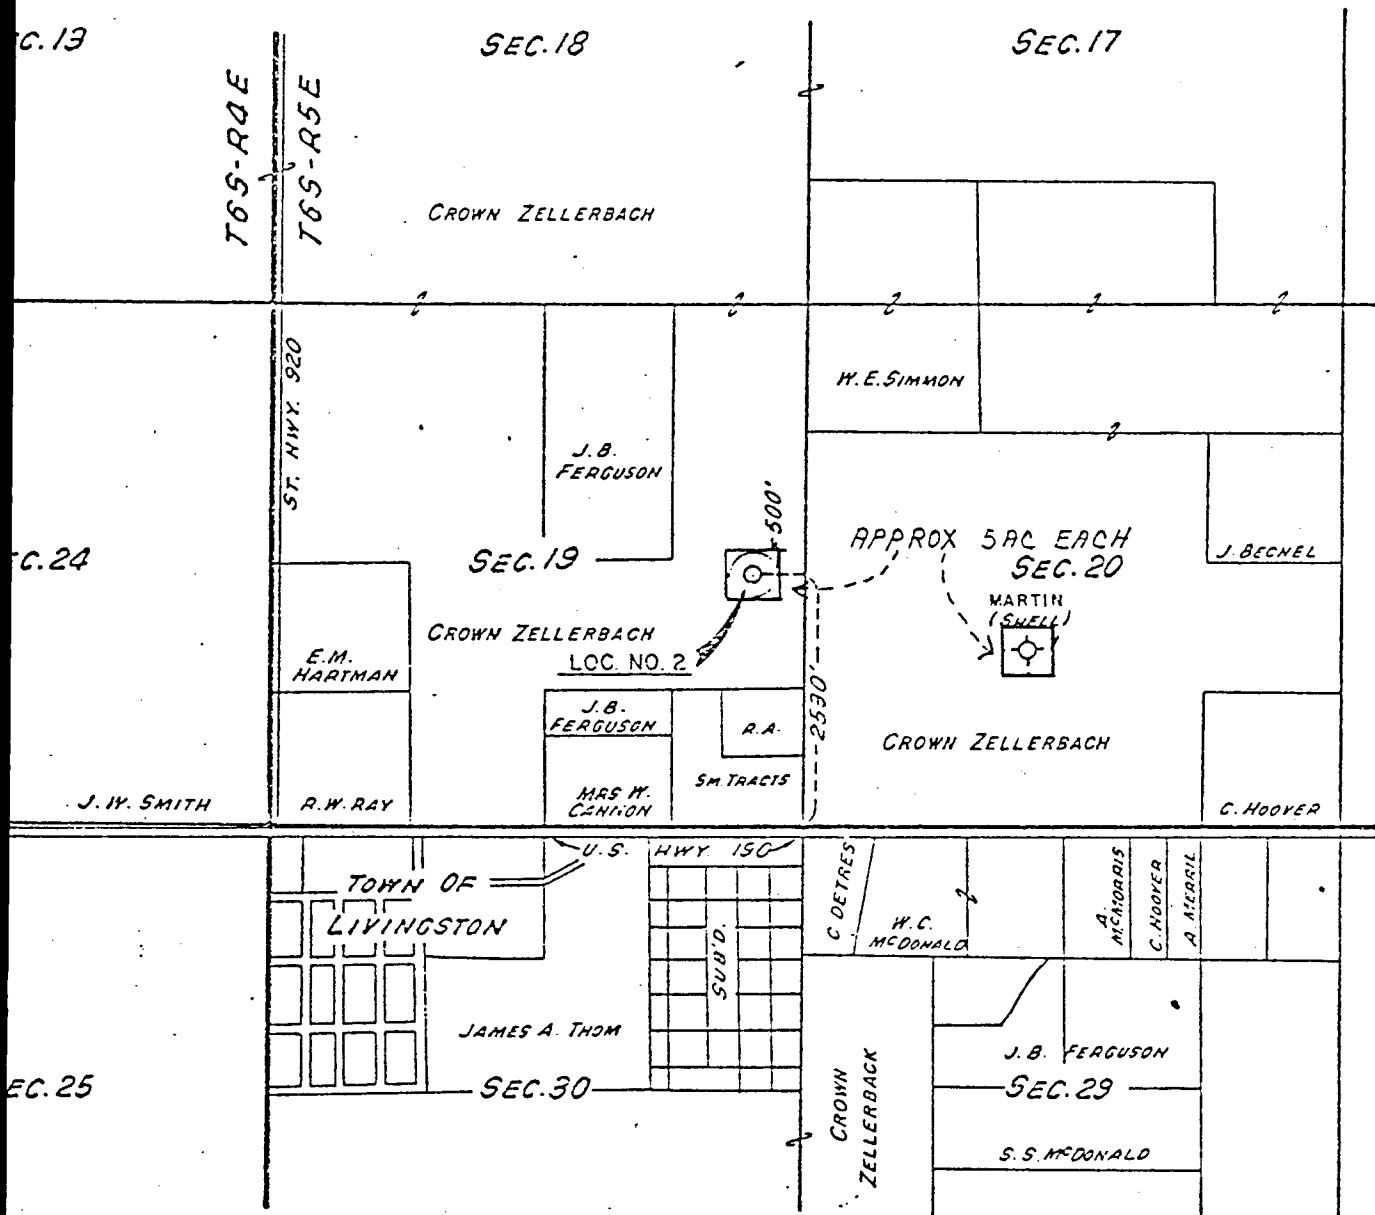 C. 13
SEC. 18
SEC. 17
T6S-R4E
T6S-R5E
CROWN ZELLERBACH
ST. HWY. 920
W. E. SIMMON
J. B.
FERGUSON
500'
APPROX 5AC EACH
C. 24
SEC. 19
SEC. 20
J. BECNEL
MARTIN
(SHELL)
CROWN ZELLERBACH
LOC. NO. 2
E. M.
HARTMAN
J. B.
FERGUSON
R. A.
2530'
CROWN ZELLERBACH
SM. TRACTS
MRS W.
CANNON
J. W. SMITH
R. W. RAY
C. HOOVER
U.S. HWY 190
TOWN OF
LIVINGSTON
SUB'D.
C DETRES
W. C.
MCDONALD
A.
MCMORRIS
C. HOOVER
A MERRIL
JAMES A. THOM
J. B. FERGUSON
EC. 25
SEC. 30
SEC. 29
CROWN
ZELLERBACK
S. S. MCDONALD